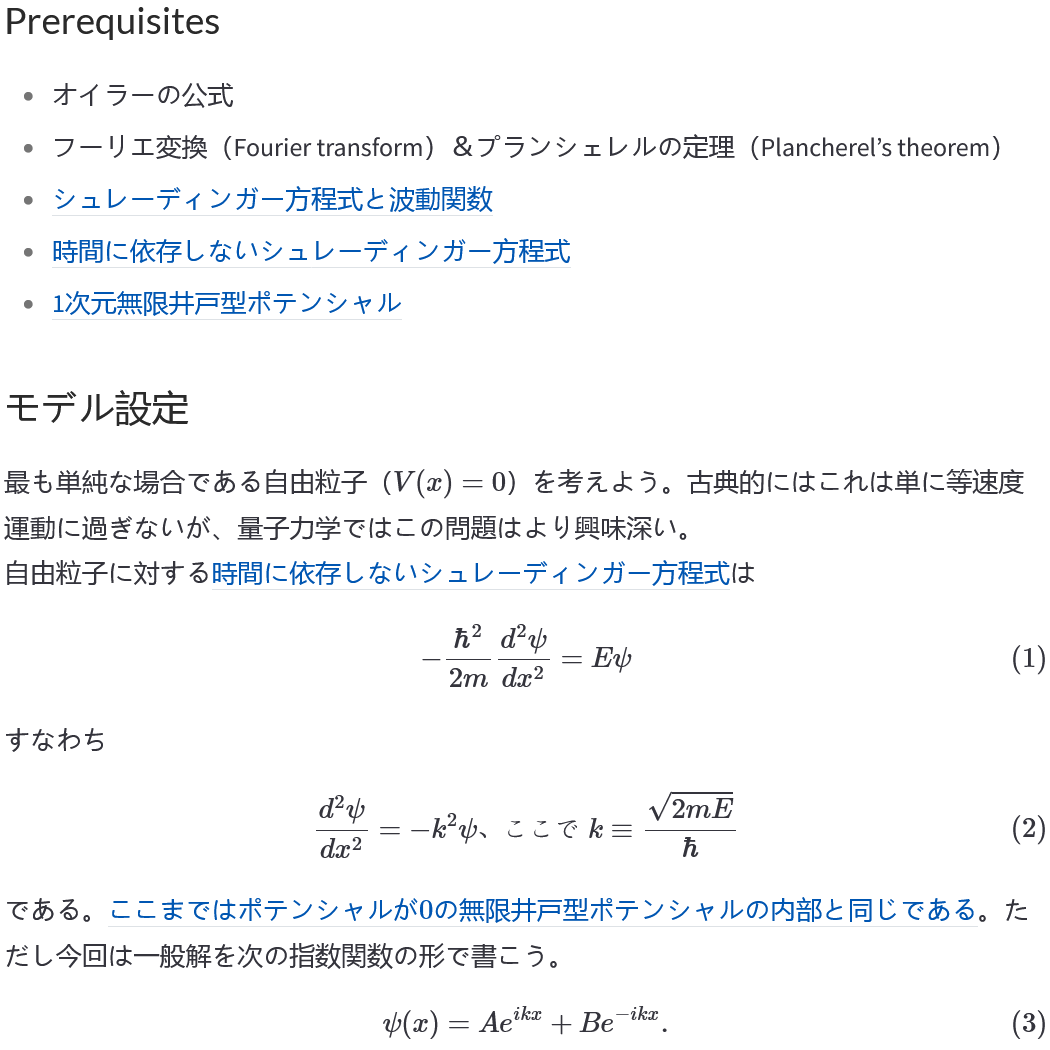 Prerequisites
• オイラーの公式
• フーリエ変換（Fourier transform）＆プランシェレルの定理（Plancherel’s theorem）
• シュレーディンガー方程式と波動関数
• 時間に依存しないシュレーディンガー方程式
• 1次元無限井戸型ポテンシャル
モデル設定
最も単純な場合である自由粒子（V(x) = 0）を考えよう。古典的にはこれは単に等速度
運動に過ぎないが、量子力学ではこの問題はより興味深い。
自由粒子に対する時間に依存しないシュレーディンガー方程式は
$-\frac{\hbar^2}{2m}\frac{d^2\psi}{dx^2} = E\psi$ (1)
すなわち
$\frac{d^2\psi}{dx^2} = -k^2\psi$、ここで $k \equiv \frac{\sqrt{2mE}}{\hbar}$ (2)
である。ここまではポテンシャルが0の無限井戸型ポテンシャルの内部と同じである。た
だし今回は一般解を次の指数関数の形で書こう。
$\psi(x) = Ae^{ikx} + Be^{-ikx}.$ (3)